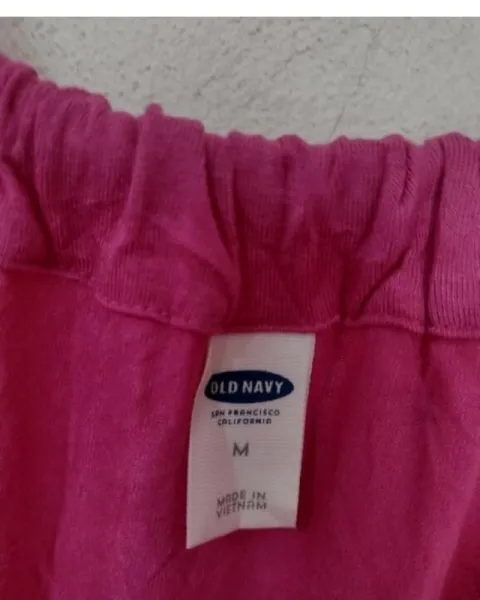 OLD NAVY
SAN FRANCISCO
CALIFORNIA
M
MADE IN
VIETNAM